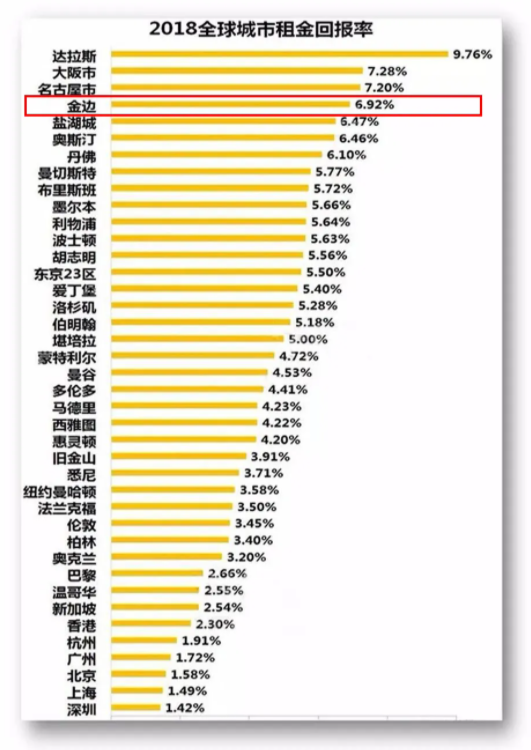 2018全球城市租金回报率
达拉斯 9.76%
大阪市 7.28%
名古屋市 7.20%
金边 6.92%
盐湖城 6.47%
奥斯汀 6.46%
丹佛 6.10%
曼切斯特 5.77%
布里斯班 5.72%
墨尔本 5.66%
利物浦 5.64%
波士顿 5.63%
胡志明 5.56%
东京23区 5.50%
爱丁堡 5.40%
洛杉矶 5.28%
伯明翰 5.18%
堪培拉 5.00%
蒙特利尔 4.72%
曼谷 4.53%
多伦多 4.41%
马德里 4.23%
西雅图 4.22%
惠灵顿 4.20%
旧金山 3.91%
悉尼 3.71%
纽约曼哈顿 3.58%
法兰克福 3.50%
伦敦 3.45%
柏林 3.40%
奥克兰 3.20%
巴黎 2.66%
温哥华 2.55%
新加坡 2.54%
香港 2.30%
杭州 1.91%
广州 1.72%
北京 1.58%
上海 1.49%
深圳 1.42%